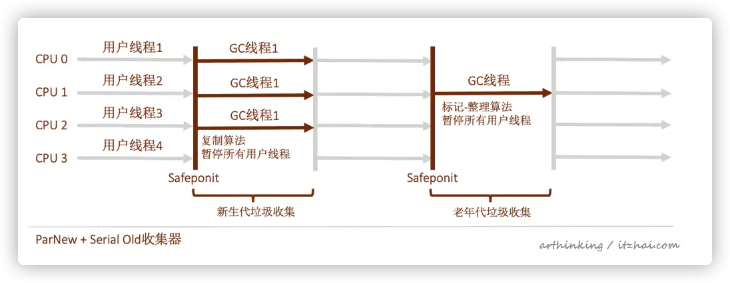 CPU 0 用户线程1 GC线程1
CPU 1 用户线程2 GC线程1 GC线程
CPU 2 用户线程3 GC线程1 标记-整理算法
暂停所有用户线程
CPU 3 用户线程4 复制算法
暂停所有用户线程
Safeponit Safeponit
新生代垃圾收集 老年代垃圾收集
ParNew + Serial Old收集器
arthinking / itzhai.com